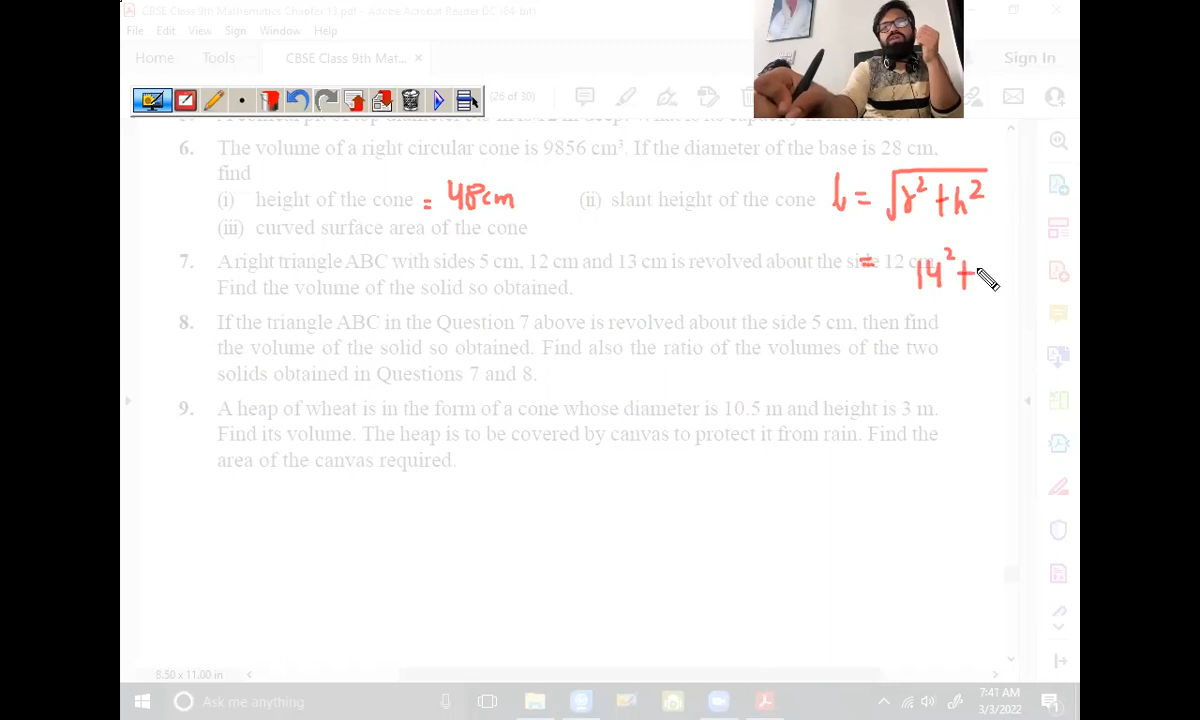 CBSE Class 9th Mathematics Chapter 13.pdf - Adobe Acrobat Reader DC (64-bit)
File Edit View Sign Window Help
Home Tools CBSE Class 9th Mat... × Sign In
(26 of 30)
6. The volume of a right circular cone is 9856 cm³. If the diameter of the base is 28 cm,
find
(i) height of the cone = 48cm (ii) slant height of the cone l = √r² + h²
(iii) curved surface area of the cone
= 14² +
7. A right triangle ABC with sides 5 cm, 12 cm and 13 cm is revolved about the side 12 cm.
Find the volume of the solid so obtained.
8. If the triangle ABC in the Question 7 above is revolved about the side 5 cm, then find
the volume of the solid so obtained. Find also the ratio of the volumes of the two
solids obtained in Questions 7 and 8.
9. A heap of wheat is in the form of a cone whose diameter is 10.5 m and height is 3 m.
Find its volume. The heap is to be covered by canvas to protect it from rain. Find the
area of the canvas required.
8.50 x 11.00 in
Ask me anything
7:41 AM
3/3/2022